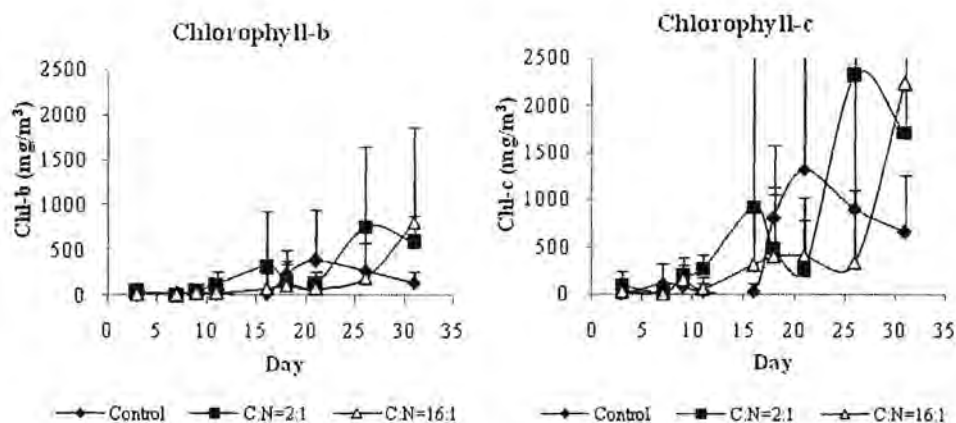 Chlorophyll-b
2500
2000
1500
1000
500
0
Chl-b (mg/m³)
0 5 10 15 20 25 30 35
Day
Control C:N=2:1 C:N=16:1
Chlorophyll-c
2500
2000
1500
1000
500
0
Chl-c (mg/m³)
0 5 10 15 20 25 30 35
Day
Control C:N=2:1 C:N=16:1